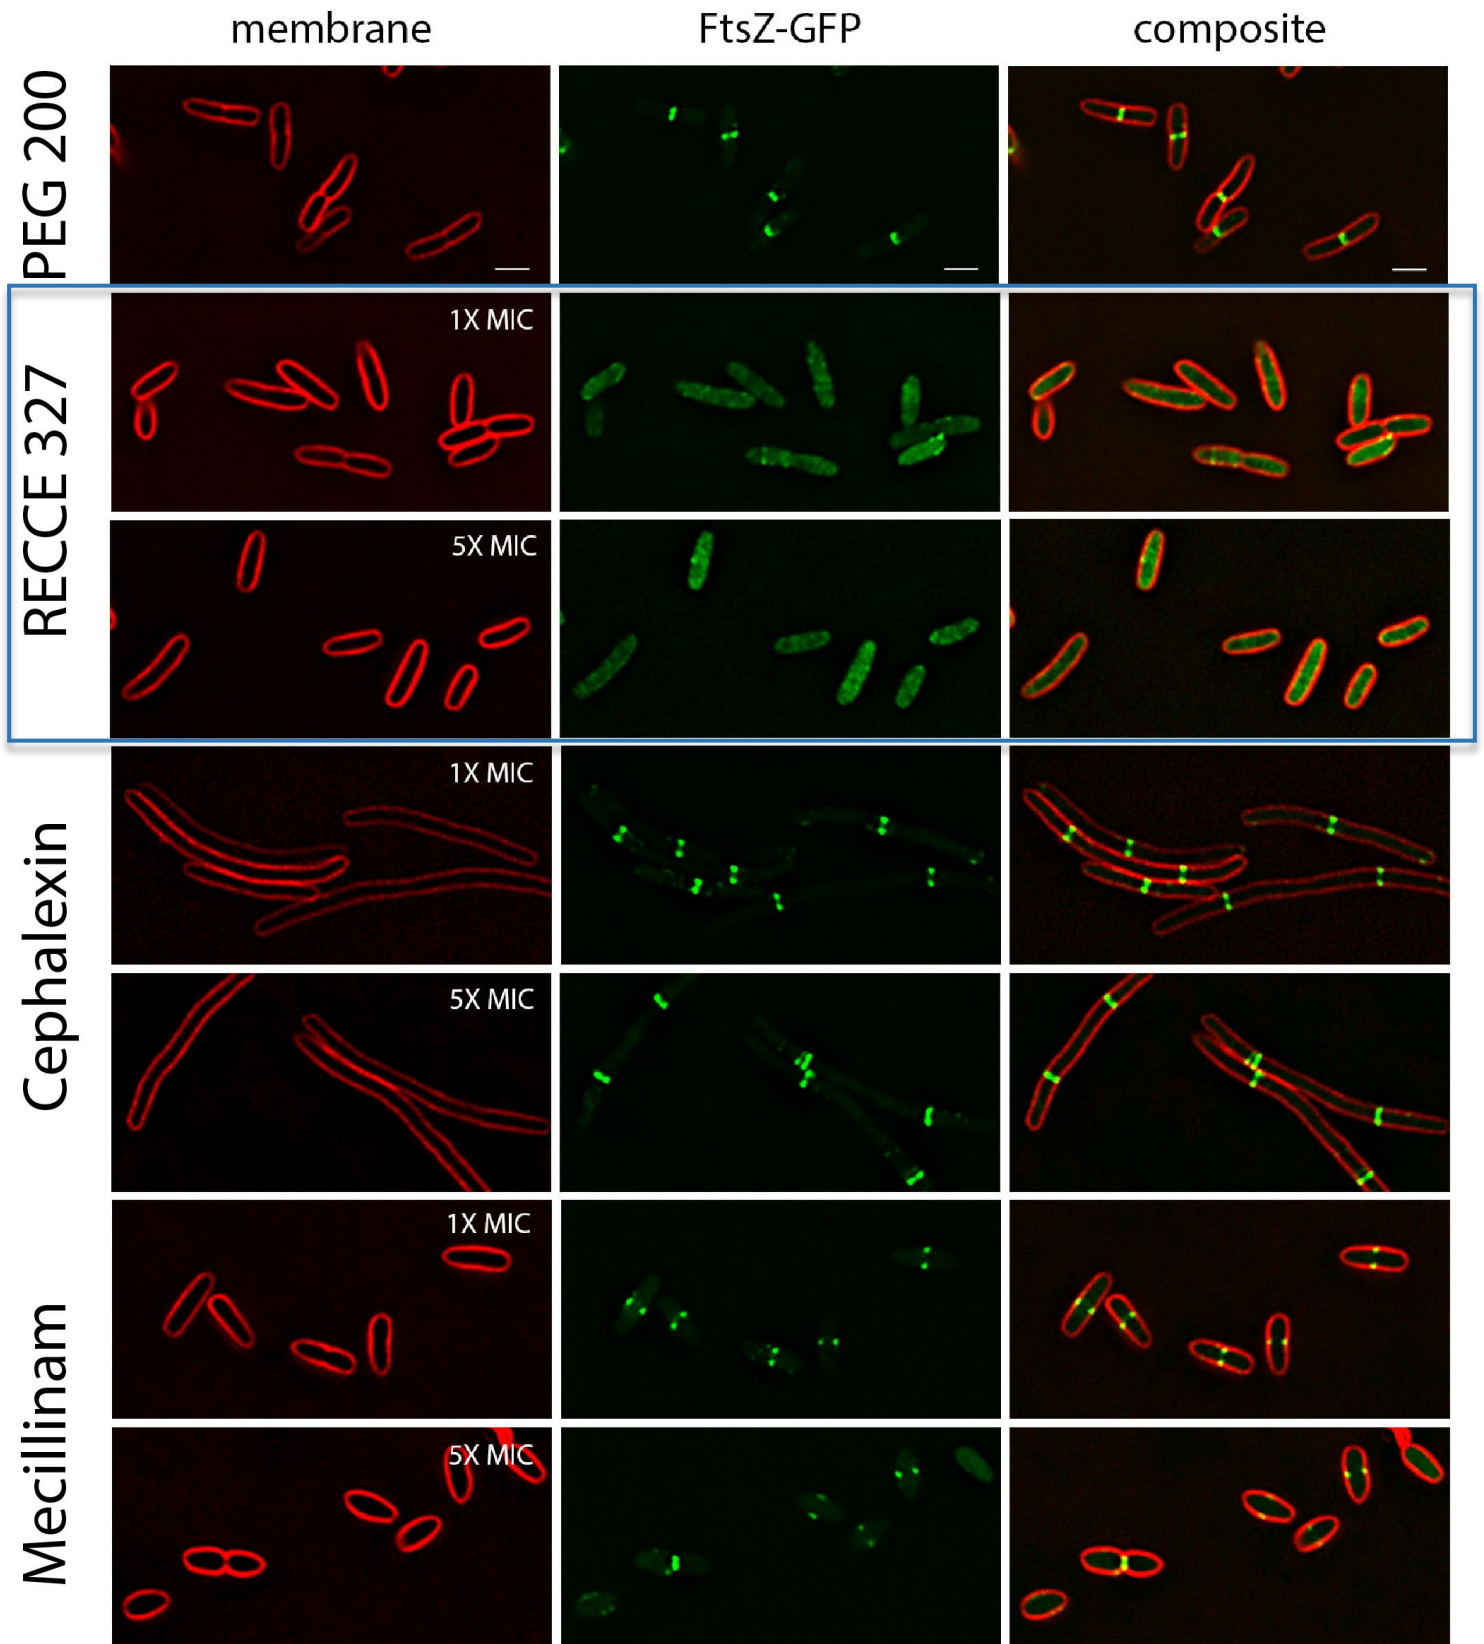 membrane FtsZ-GFP composite
PEG 200
RECCE 327
1X MIC
5X MIC
Cephalexin
1X MIC
5X MIC
Mecillinam
1X MIC
5X MIC